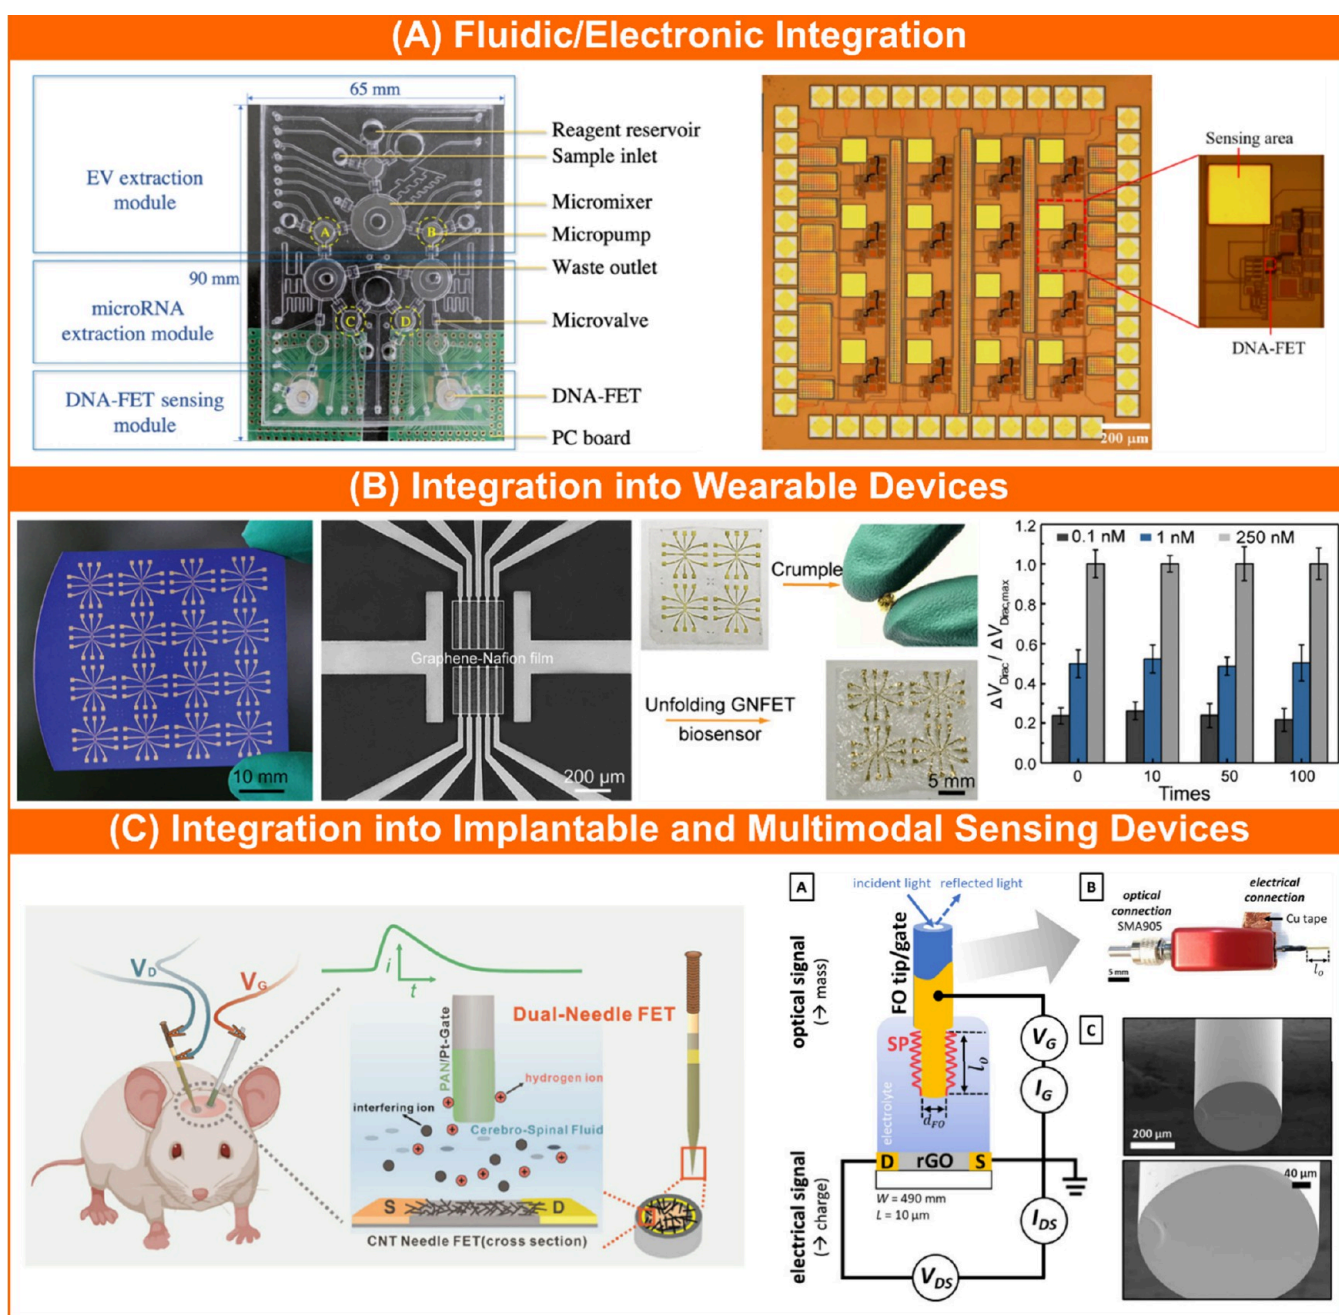 (A) Fluidic/Electronic Integration
65 mm
EV extraction
module
90 mm
microRNA
extraction module
DNA-FET sensing
module
Reagent reservoir
Sample inlet
Micromixer
Micropump
Waste outlet
Microvalve
DNA-FET
PC board
A
B
C
D
200 µm
Sensing area
DNA-FET
(B) Integration into Wearable Devices
10 mm
Graphene-Nafion film
200 µm
Crumple
Unfolding GNFET
biosensor
5 mm
ΔV_Dirac / ΔV_Dirac,max
1.2
1.0
0.8
0.6
0.4
0.2
0.0
0.1 nM
1 nM
250 nM
0
10
50
100
Times
(C) Integration into Implantable and Multimodal Sensing Devices
V_D
V_G
i
t
Dual-Needle FET
PAN/Pt-Gate
hydrogen ion
interfering ion
Cerebro-Spinal Fluid
S
D
CNT Needle FET(cross section)
A
incident light
reflected light
optical signal
(→ mass)
FO tip/gate
SP
l_o
d_FO
electrolyte
V_G
I_G
D
rGO
S
W = 490 mm
L = 10 µm
electrical signal
(→ charge)
I_DS
V_DS
B
optical
connection
SMA905
electrical
connection
Cu tape
5 mm
l_o
C
200 µm
40 µm